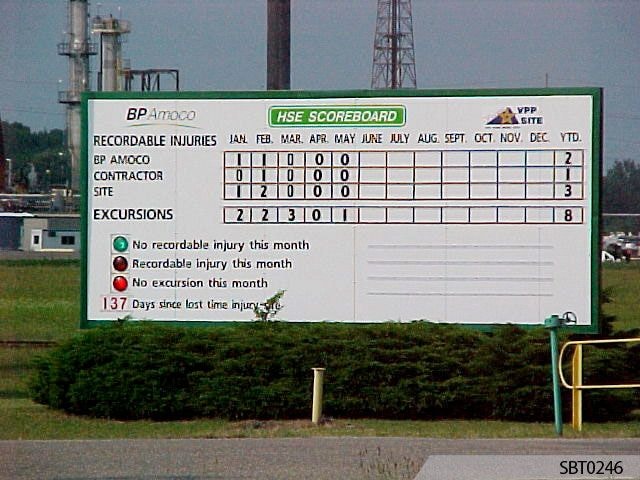 BP Amoco
HSE SCOREBOARD
VPP SITE
RECORDABLE INJURIES JAN. FEB. MAR. APR. MAY JUNE JULY AUG. SEPT. OCT. NOV. DEC. YTD.
BP AMOCO 1 1 0 0 0 2
CONTRACTOR 0 1 0 0 0 1
SITE 1 2 0 0 0 3
EXCURSIONS 2 2 3 0 1 8
No recordable injury this month
Recordable injury this month
No excursion this month
137 Days since lost time injury
SBT0246